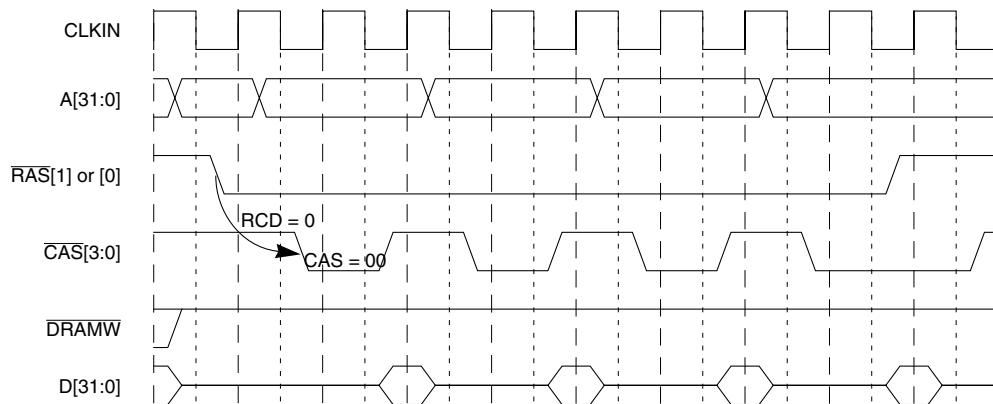 CLKIN
A[31:0]
RAS[1] or [0]
RCD = 0
CAS[3:0]
CAS = 00
DRAMW
D[31:0]